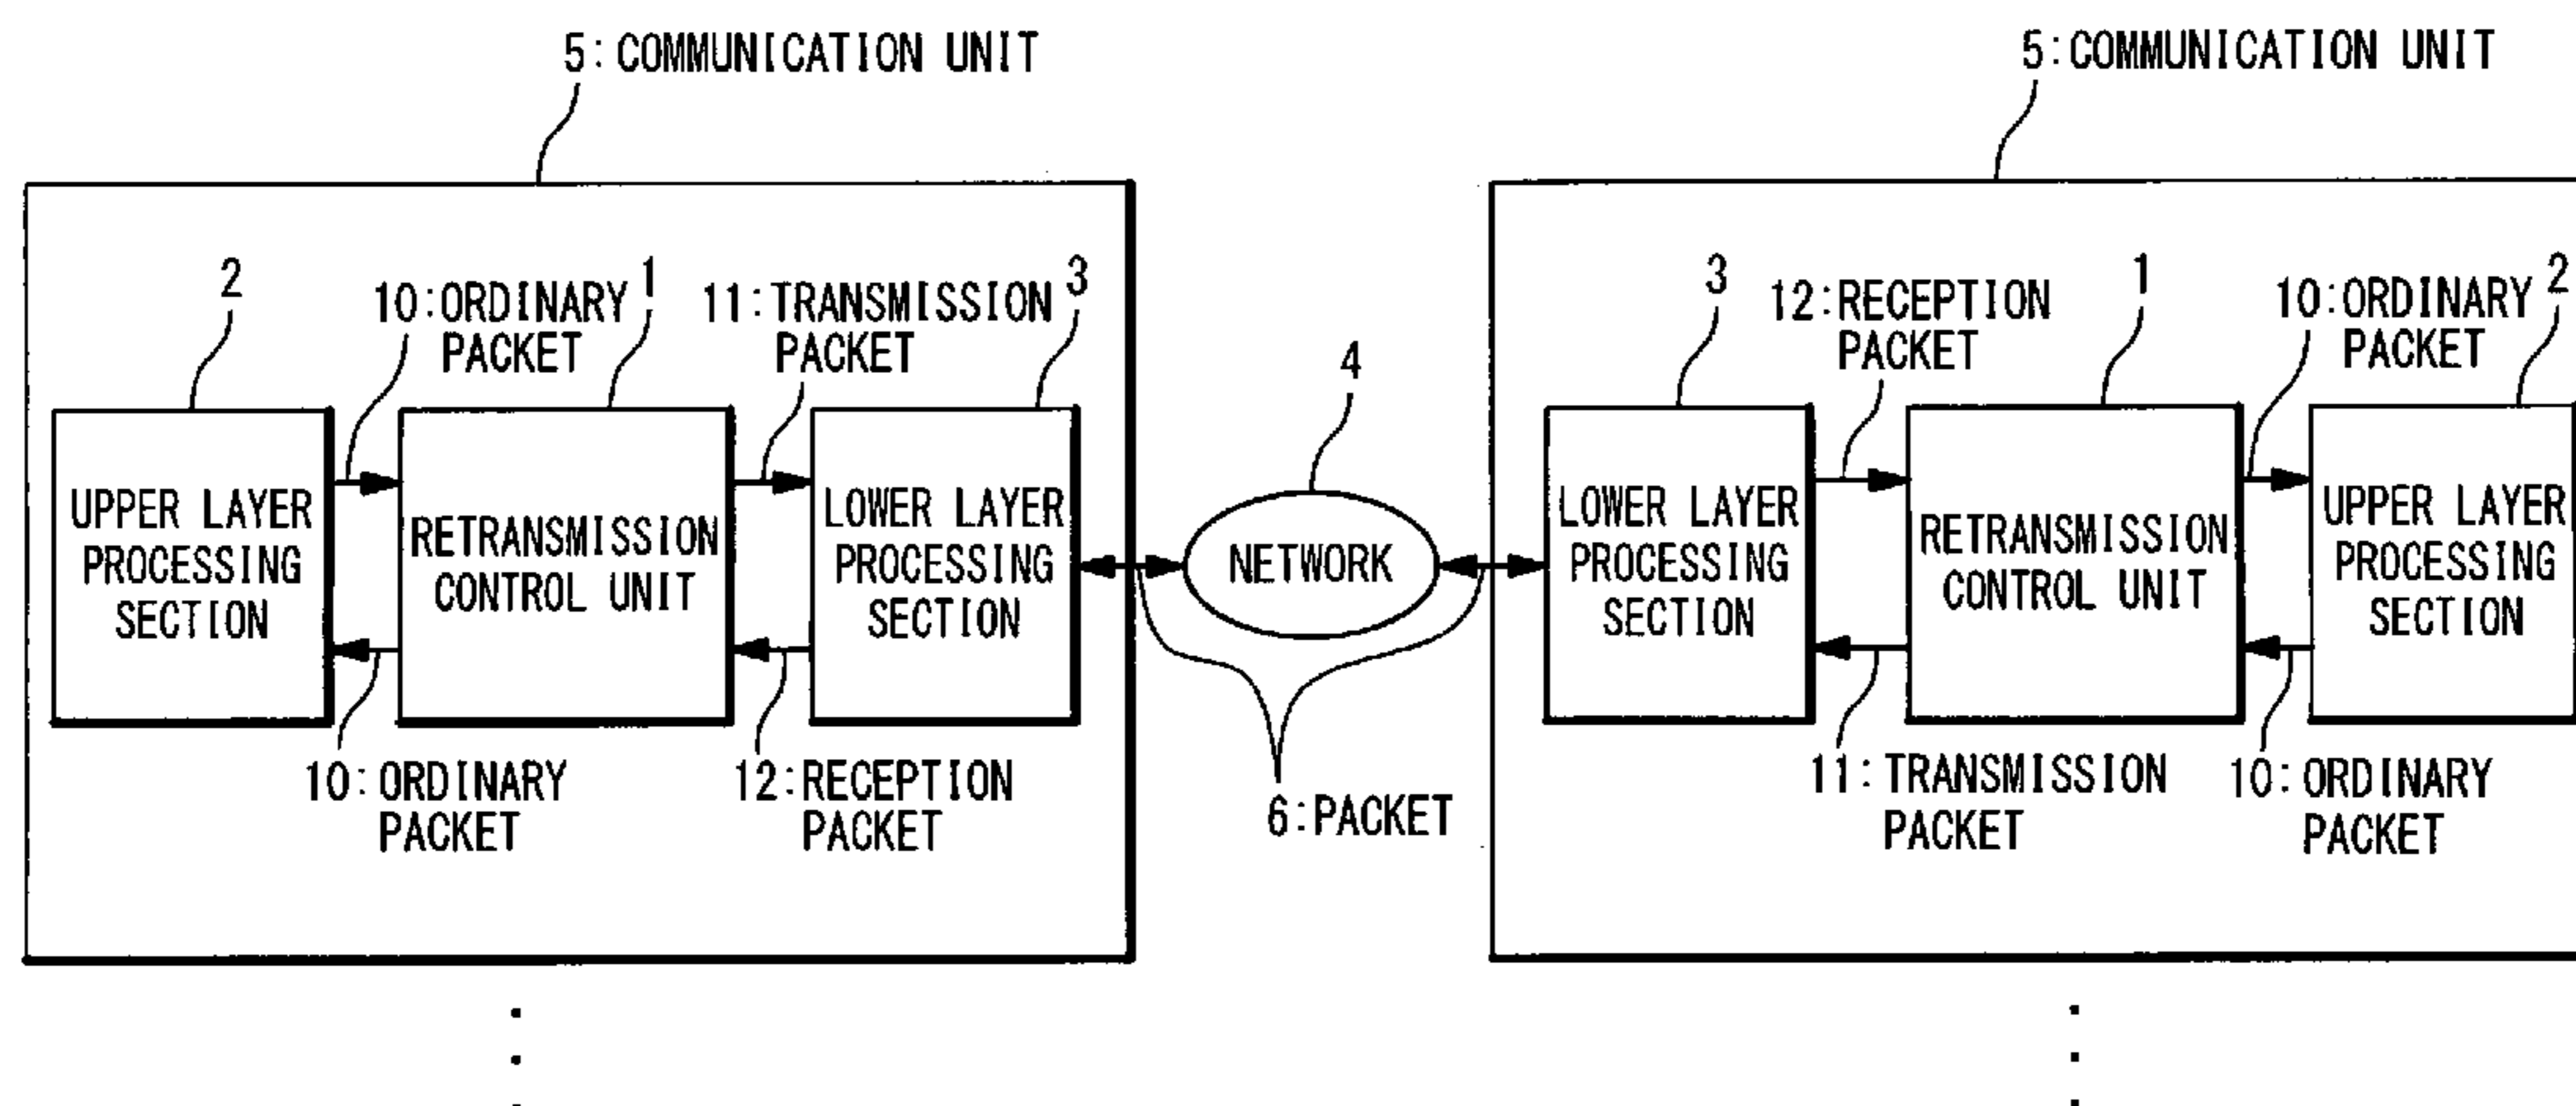 5:COMMUNICATION UNIT
5:COMMUNICATION UNIT
2
10:ORDINARY
PACKET
1
11:TRANSMISSION
PACKET
3
4
3
12:RECEPTION
PACKET
1
10:ORDINARY
PACKET
2
UPPER LAYER
PROCESSING
SECTION
RETRANSMISSION
CONTROL UNIT
LOWER LAYER
PROCESSING
SECTION
NETWORK
LOWER LAYER
PROCESSING
SECTION
RETRANSMISSION
CONTROL UNIT
UPPER LAYER
PROCESSING
SECTION
10:ORDINARY
PACKET
12:RECEPTION
PACKET
6:PACKET
11:TRANSMISSION
PACKET
10:ORDINARY
PACKET